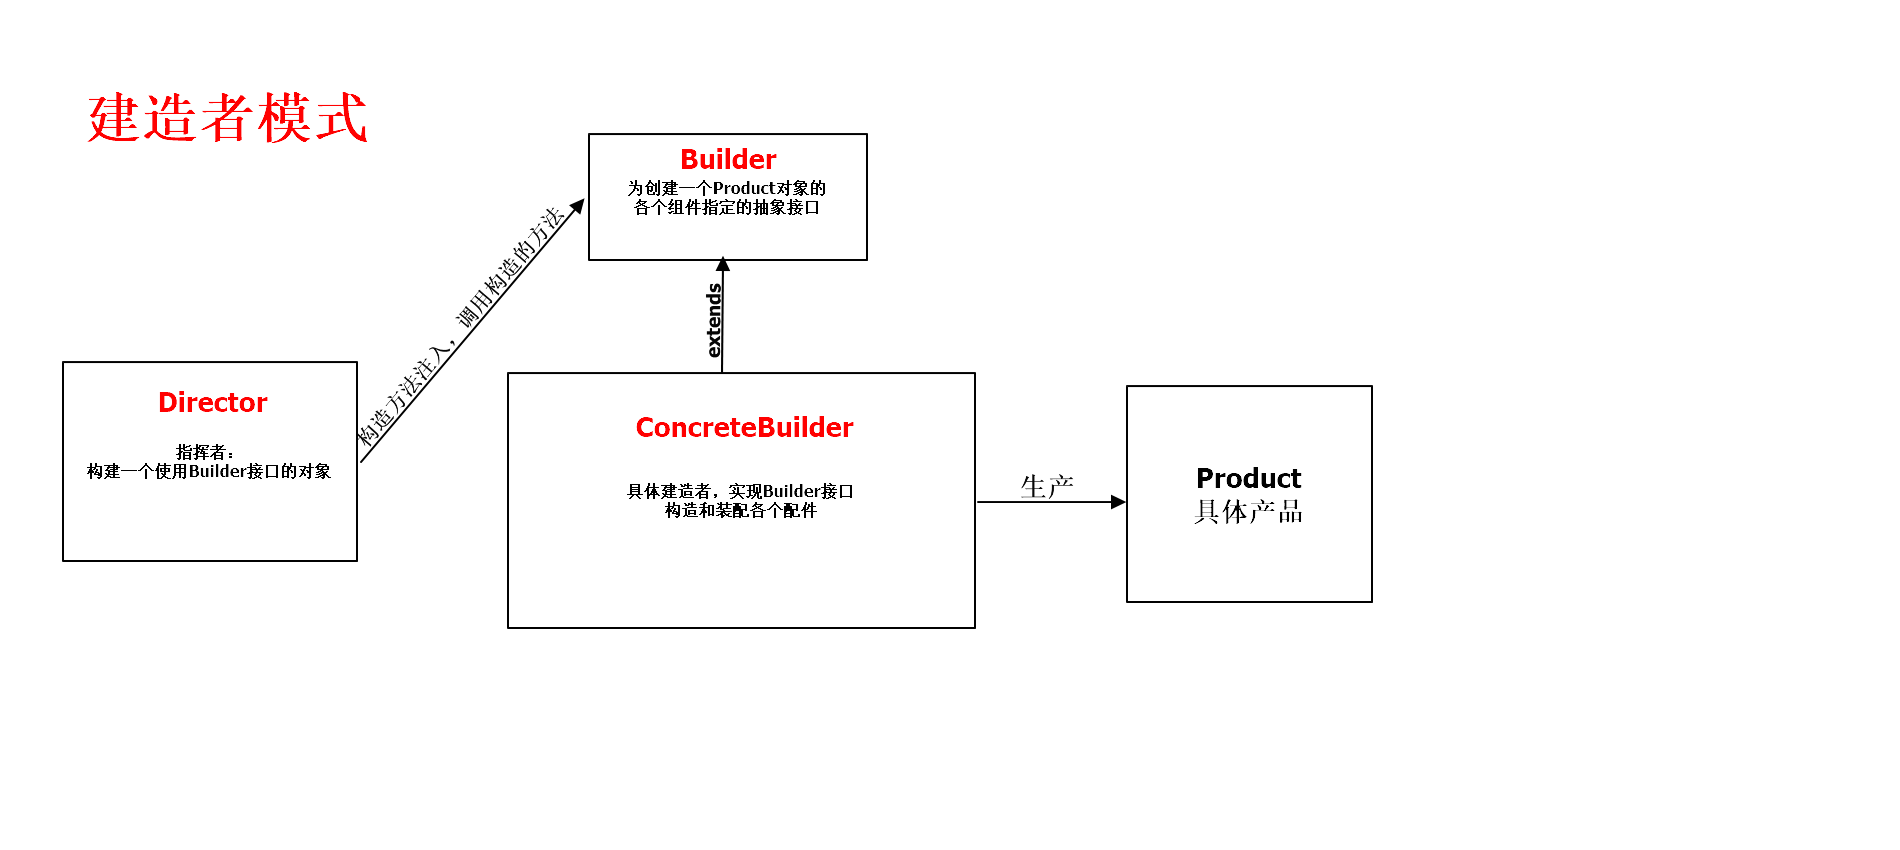 建造者模式
Builder
为创建一个Product对象的
各个组件指定的抽象接口
构造方法注入，调用构造的方法
extends
Director
指挥者：
构建一个使用Builder接口的对象
ConcreteBuilder
具体建造者，实现Builder接口
构造和装配各个配件
生产
Product
具体产品